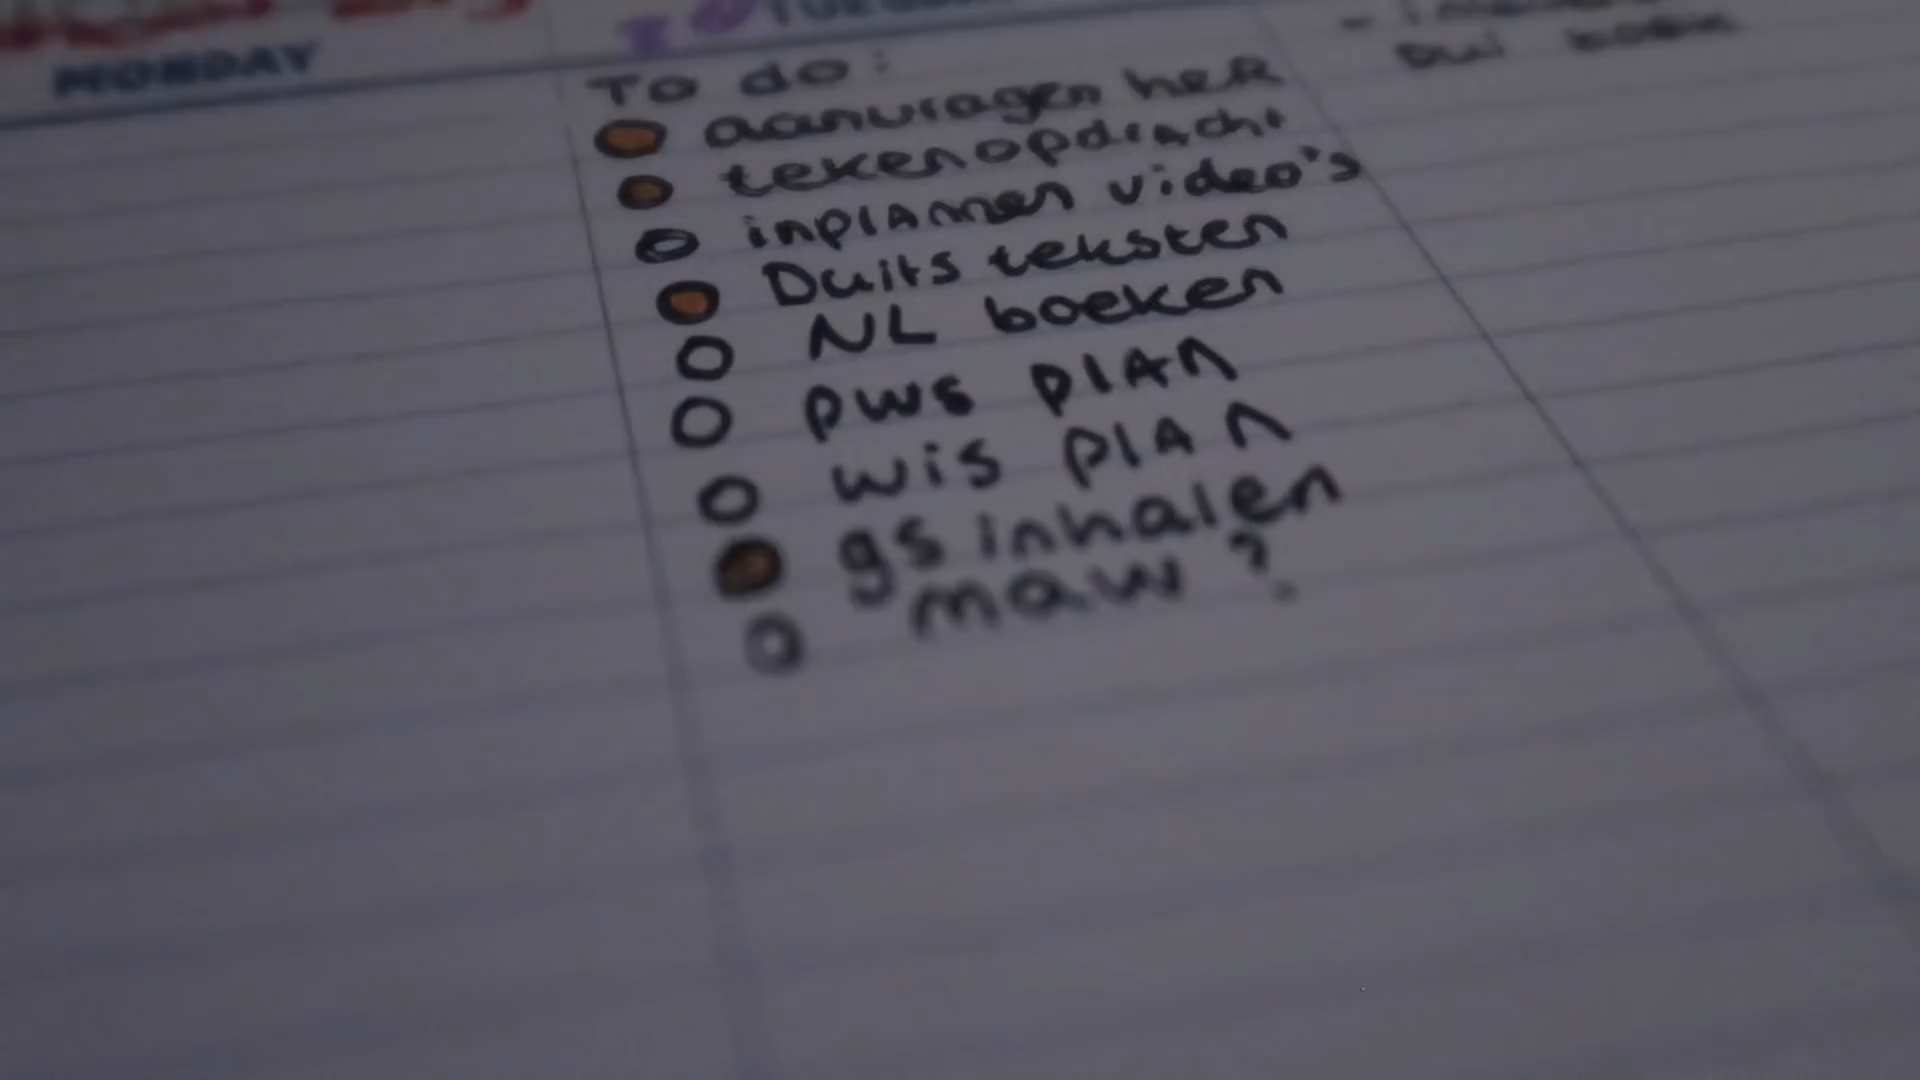 MONDAY
TUESDAY
To do:
aanvragen her
tekenopdracht
inplannen video's
Duits teksten
NL boeken
pws plan
wis plan
gs inhalen
maw?